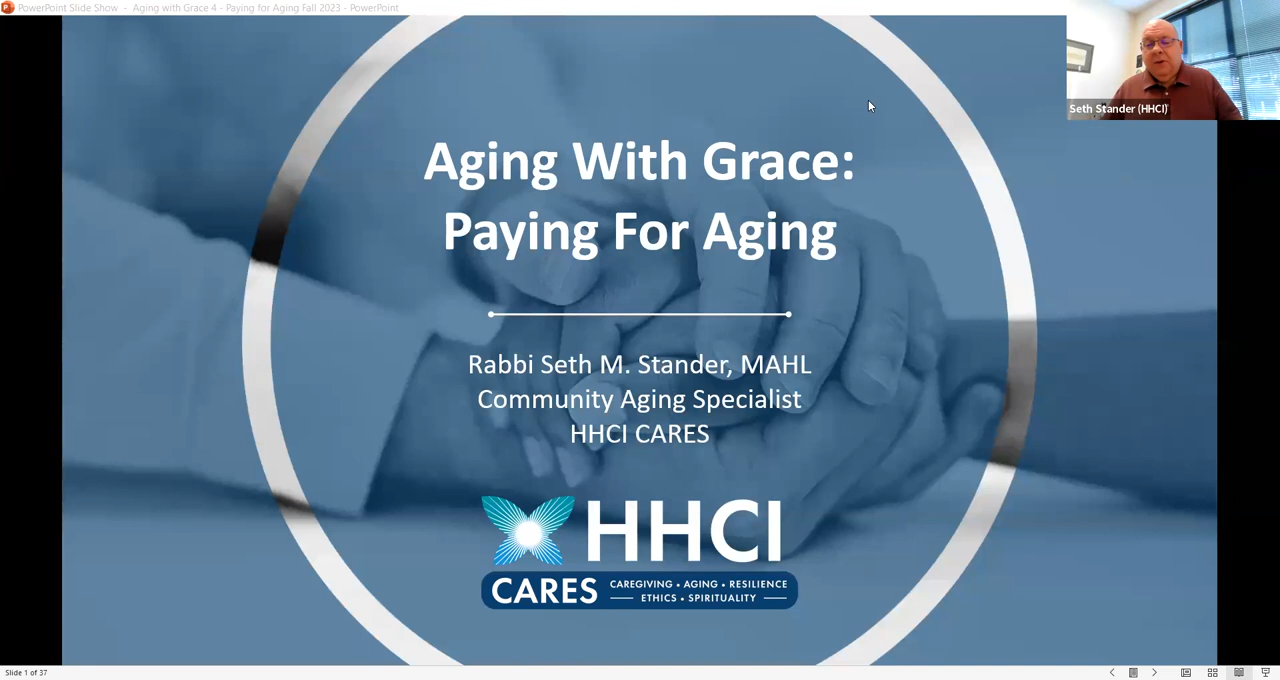 PowerPoint Slide Show - Aging with Grace 4 - Paying for Aging Fall 2023 - PowerPoint
Seth Stander (HHCI)
Aging With Grace:
Paying For Aging
Rabbi Seth M. Stander, MAHL
Community Aging Specialist
HHCI CARES
HHCI
CARES
CAREGIVING • AGING • RESILIENCE
ETHICS • SPIRITUALITY
Slide 1 of 37